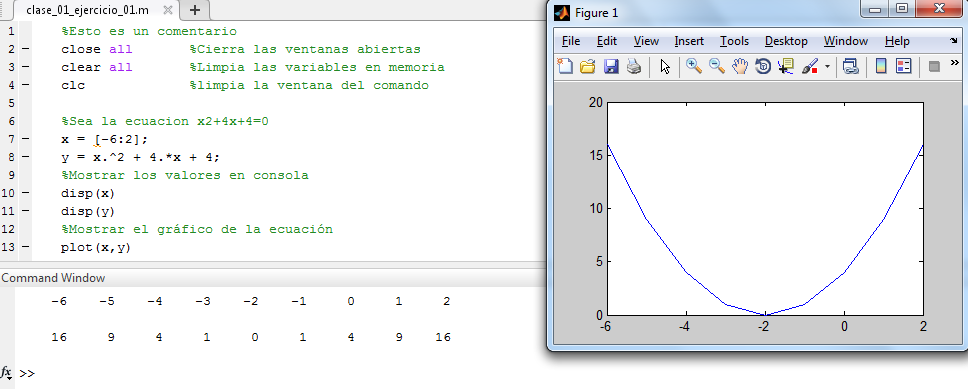 clase_01_ejercicio_01.m × +
1 %Esto es un comentario
2 – close all %Cierra las ventanas abiertas
3 – clear all %Limpia las variables en memoria
4 – clc %limpia la ventana del comando
5
6 %Sea la ecuacion x2+4x+4=0
7 – x = [-6:2];
8 – y = x.^2 + 4.*x + 4;
9 %Mostrar los valores en consola
10 – disp(x)
11 – disp(y)
12 %Mostrar el gráfico de la ecuación
13 – plot(x,y)
Command Window
-6 -5 -4 -3 -2 -1 0 1 2
16 9 4 1 0 1 4 9 16
fx >>
Figure 1
File Edit View Insert Tools Desktop Window Help
20
15
10
5
0
-6 -4 -2 0 2